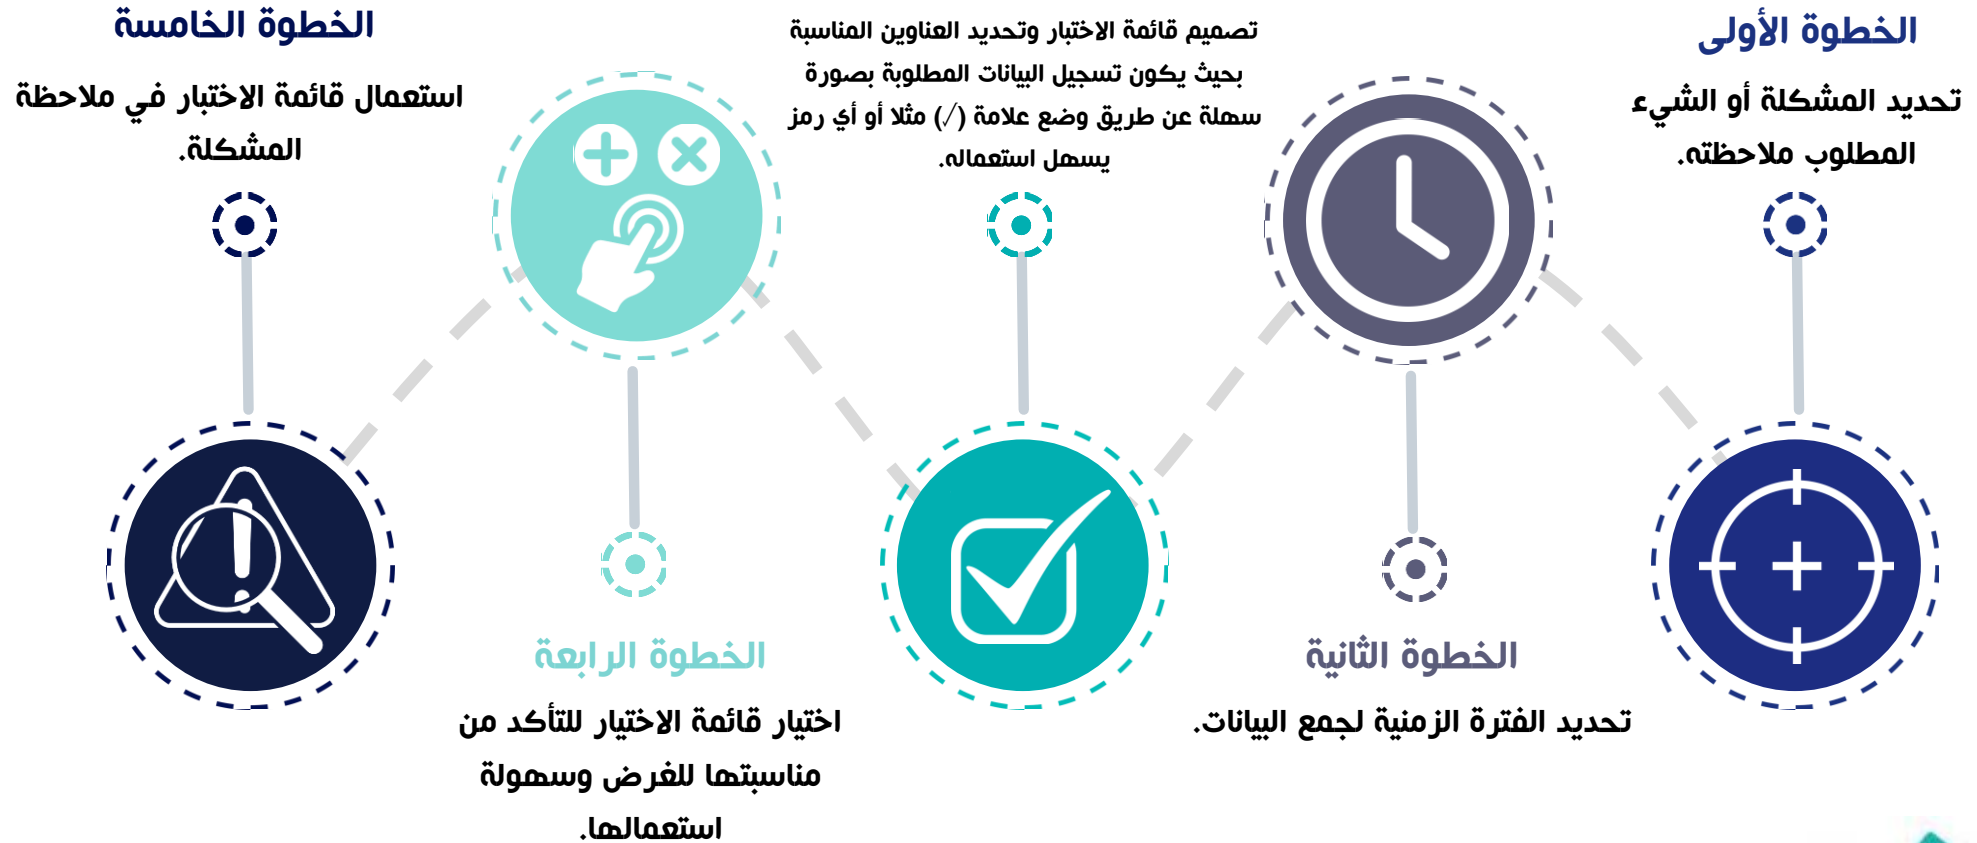 الخطوة الأولى
تحديد المشكلة أو الشيء
المطلوب ملاحظته.
الخطوة الثانية
تحديد الفترة الزمنية لجمع البيانات.
تصميم قائمة الاختبار وتحديد العناوين المناسبة
بحيث يكون تسجيل البيانات المطلوبة بصورة
سهلة عن طريق وضع علامة (√) مثلا أو أي رمز
يسهل استعماله.
الخطوة الرابعة
اختيار قائمة الاختيار للتأكد من
مناسبتها للغرض وسهولة
استعمالها.
الخطوة الخامسة
استعمال قائمة الاختبار في ملاحظة
المشكلة.